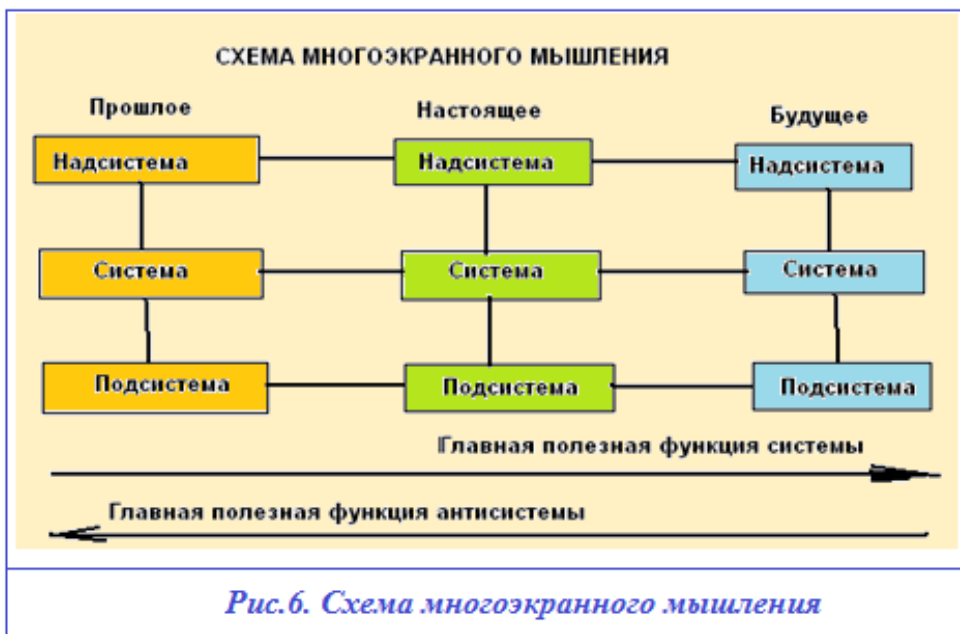 СХЕМА МНОГОЭКРАННОГО МЫШЛЕНИЯ
Прошлое Настоящее Будущее
Надсистема Надсистема Надсистема
Система Система Система
Подсистема Подсистема Подсистема
Главная полезная функция системы
Главная полезная функция антисистемы
Рис.6. Схема многоэкранного мышления